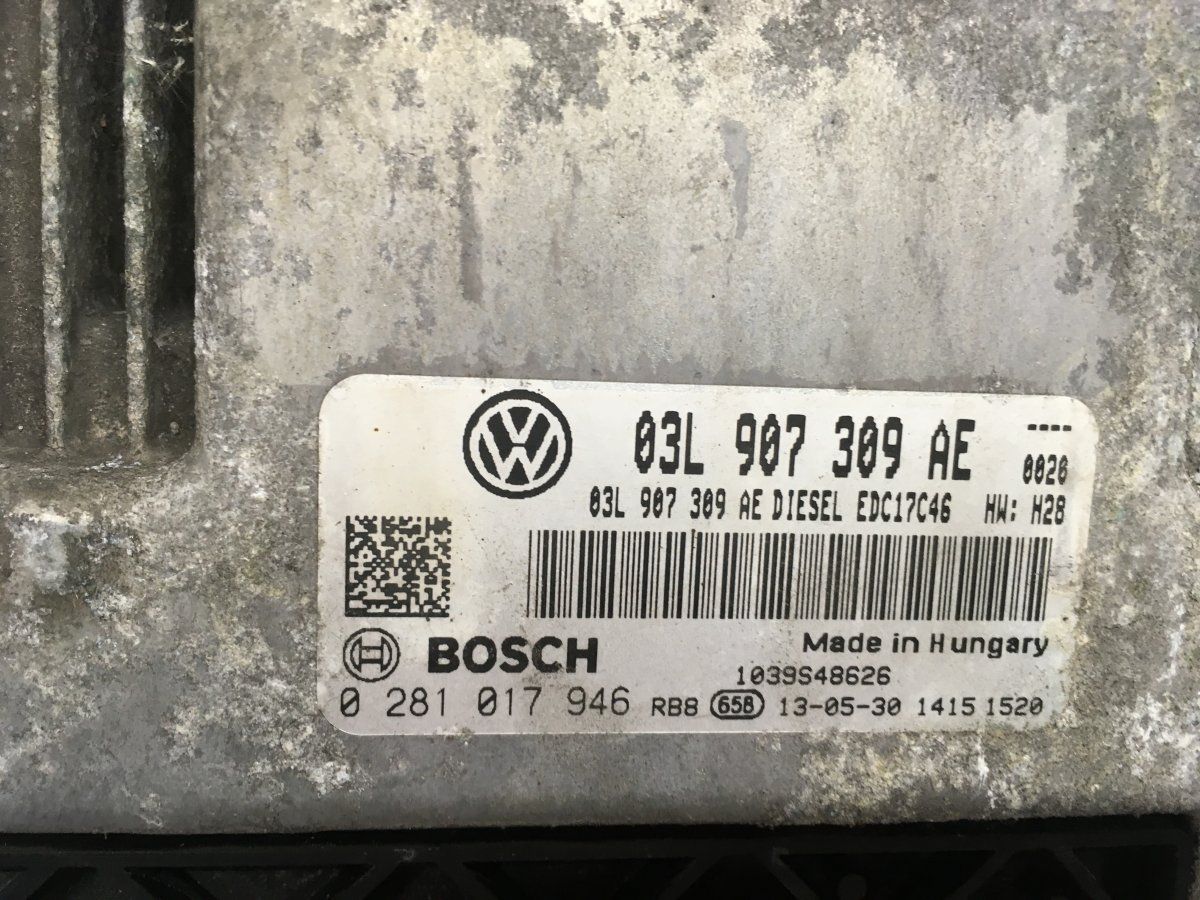 03L 907 309 AE ----
0020
03L 907 309 AE DIESEL EDC17C46 HW: H28
BOSCH
Made in Hungary
1039S48626
0 281 017 946 RB8 658 13-05-30 1415 1520